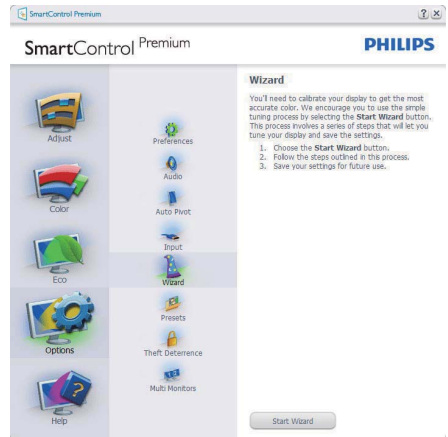 SmartControl Premium
SmartControl Premium
PHILIPS
Adjust
Color
Eco
Options
Help
Preferences
Audio
Auto Pivot
Input
Wizard
Presets
Theft Deterrence
Multi Monitors
Wizard
You'll need to calibrate your display to get the most
accurate color. We encourage you to use the simple
tuning process by selecting the Start Wizard button.
This process involves a series of steps that will let you
tune your display and save the settings.
1. Choose the Start Wizard button.
2. Follow the steps outlined in this process.
3. Save your settings for future use.
Start Wizard